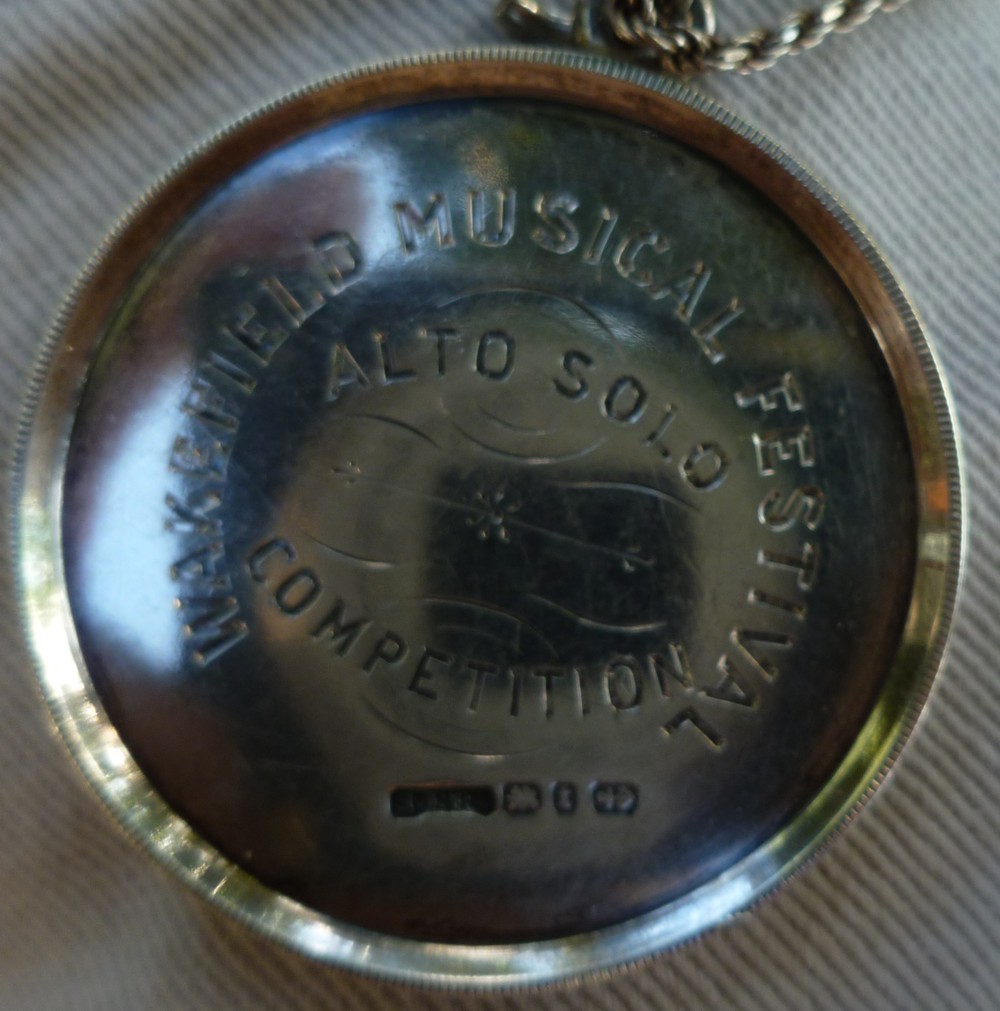 WAKEFIELD MUSICAL FESTIVAL
ALTO SOLO
COMPETITION